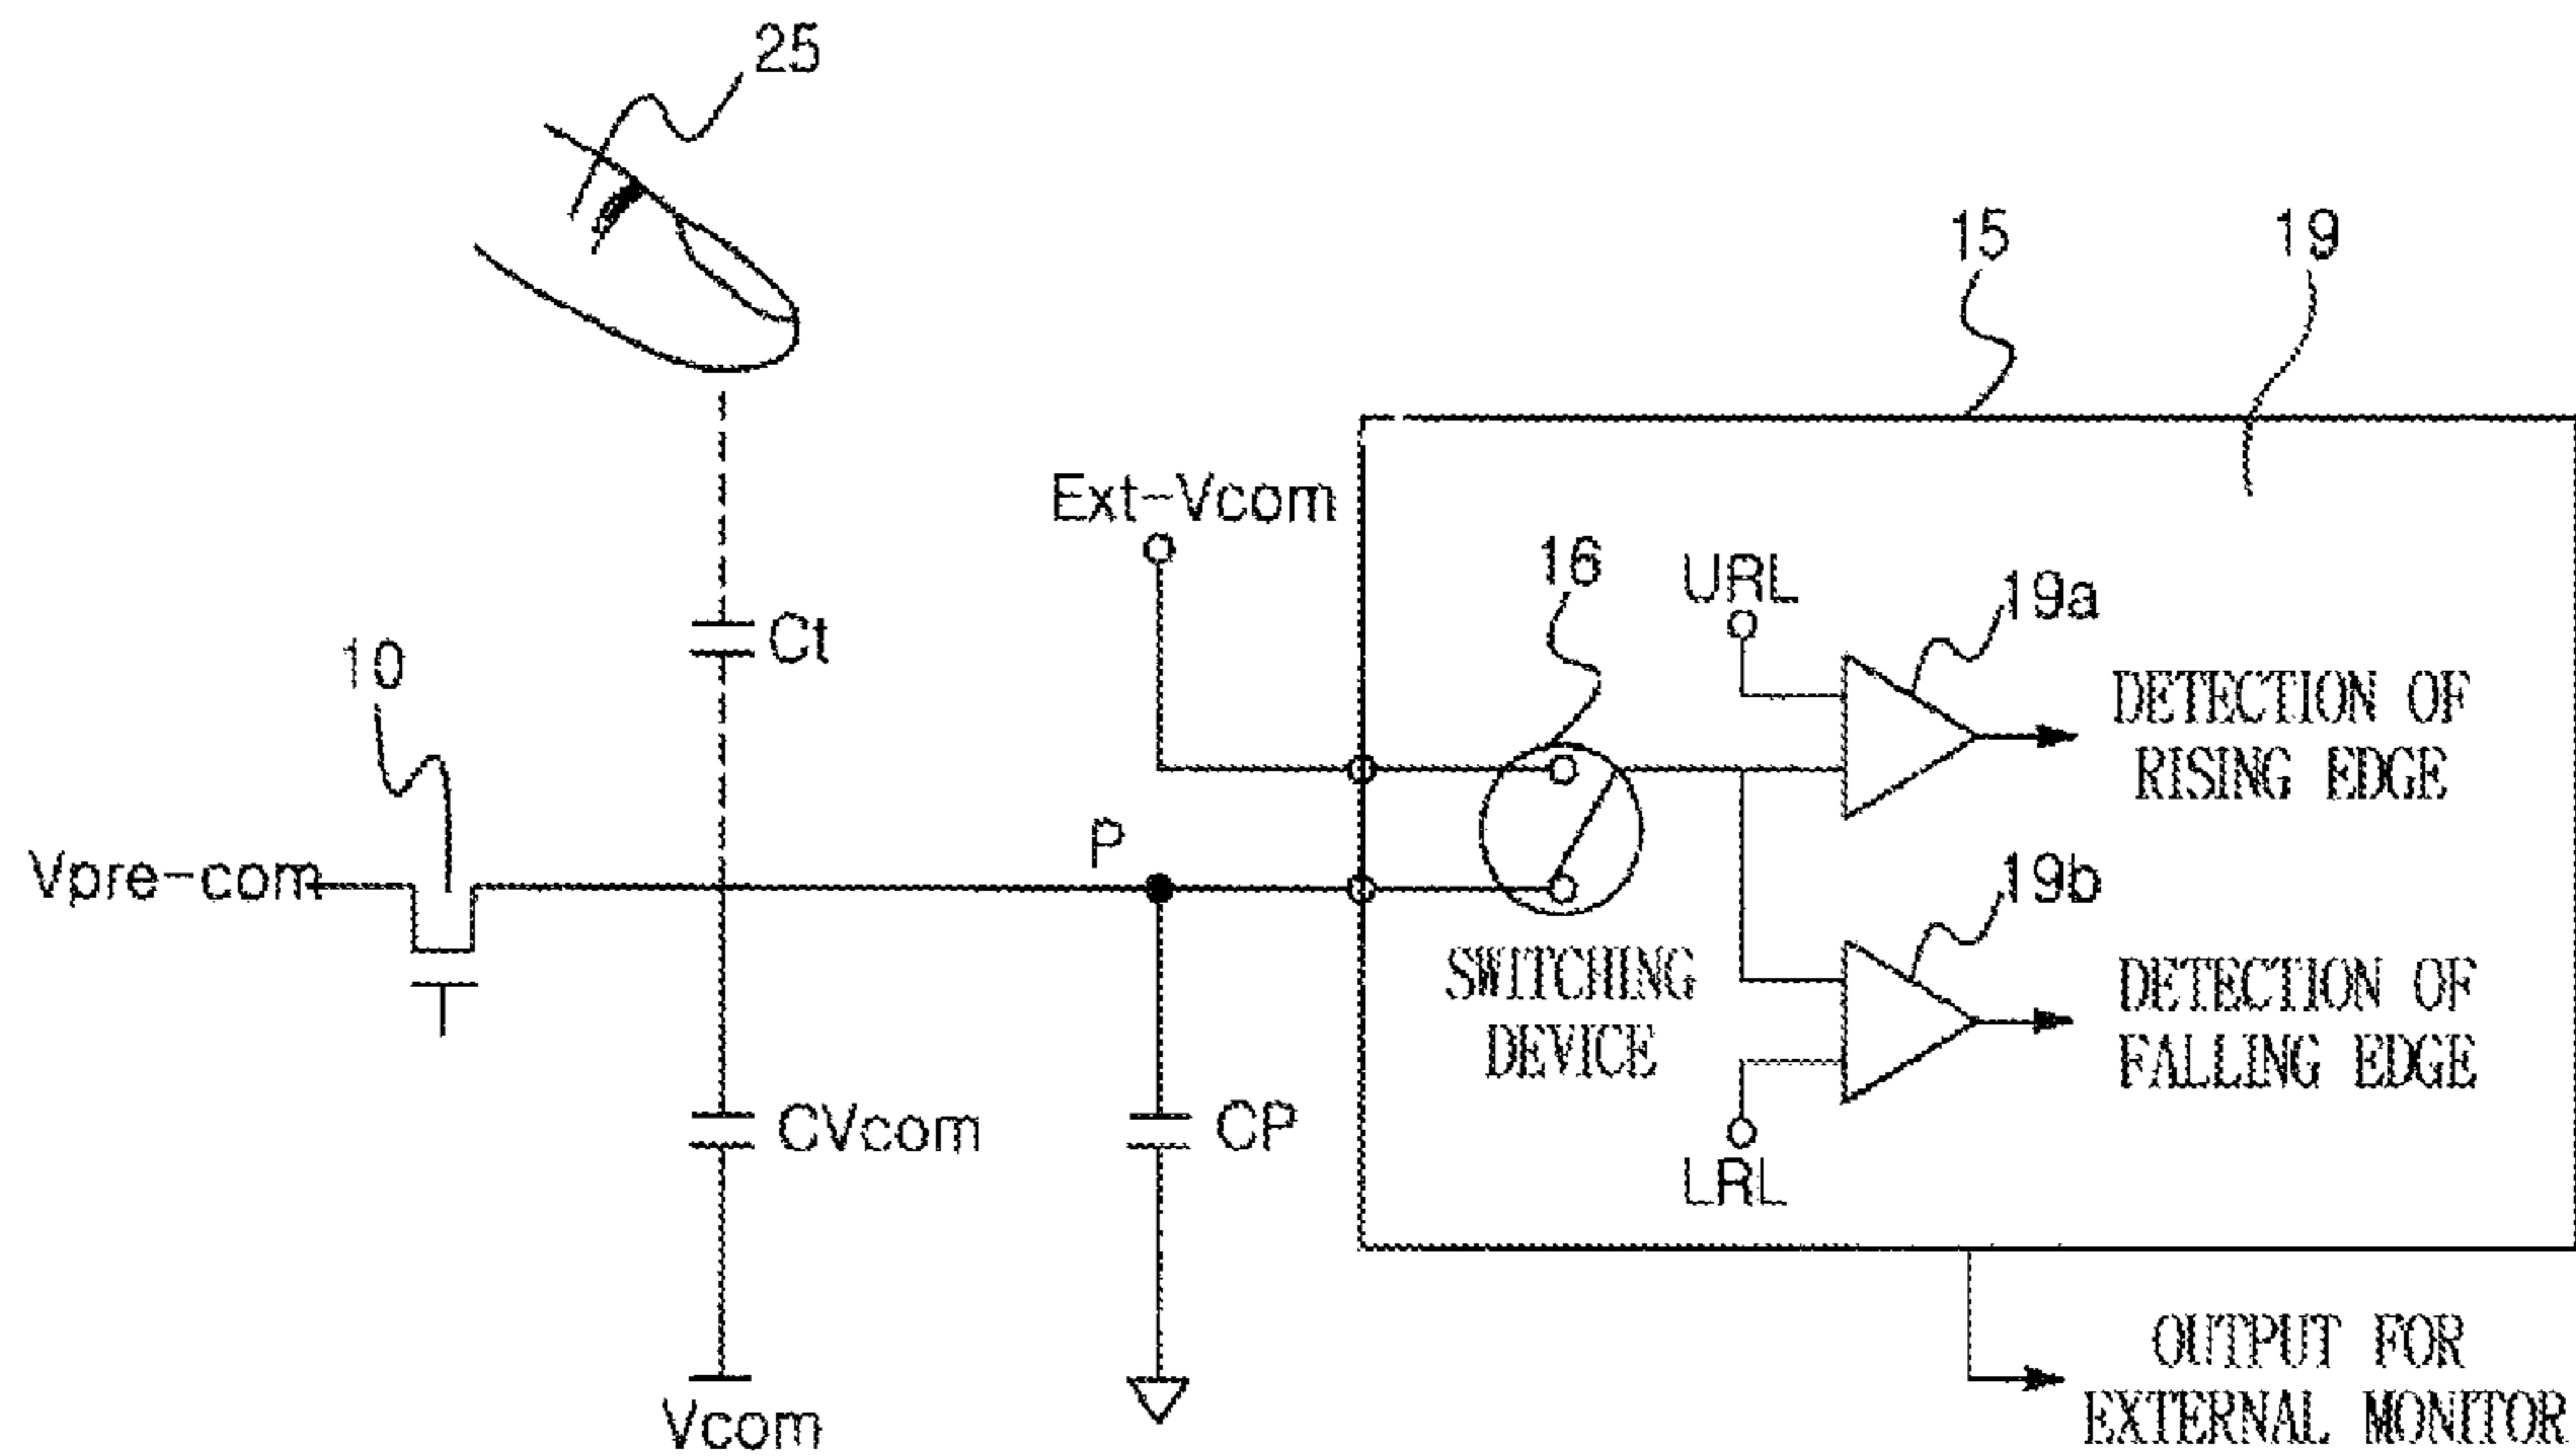 25
15
19
Ext-Vcom
16
URL
19a
10
Ct
DETECTION OF
RISING EDGE
P
Vpre-com
19b
SWITCHING
DEVICE
DETECTION OF
FALLING EDGE
CVcom
CP
LRL
OUTPUT FOR
EXTERNAL MONITOR
Vcom